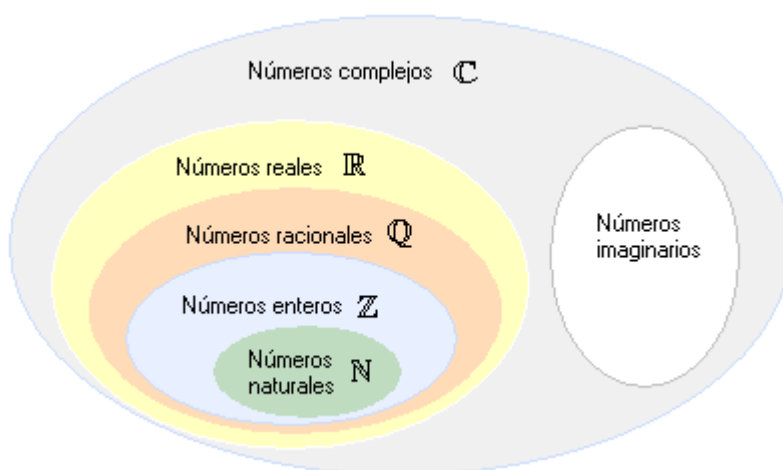 Números complejos ℂ
Números reales ℝ
Números racionales ℚ
Números
imaginarios
Números enteros ℤ
Números
naturales ℕ